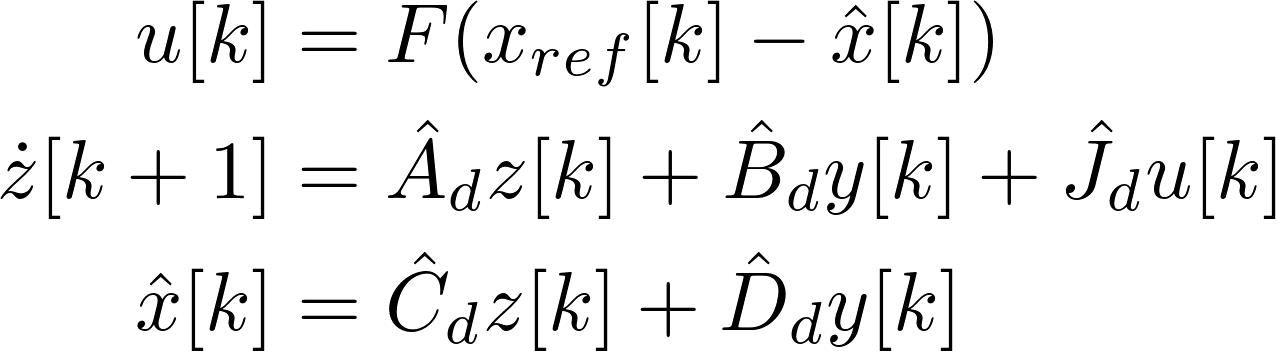 u[k] = F(x_{ref}[k] − x̂[k])
ż[k + 1] = Â_d z[k] + B̂_d y[k] + Ĵ_d u[k]
x̂[k] = Ĉ_d z[k] + D̂_d y[k]